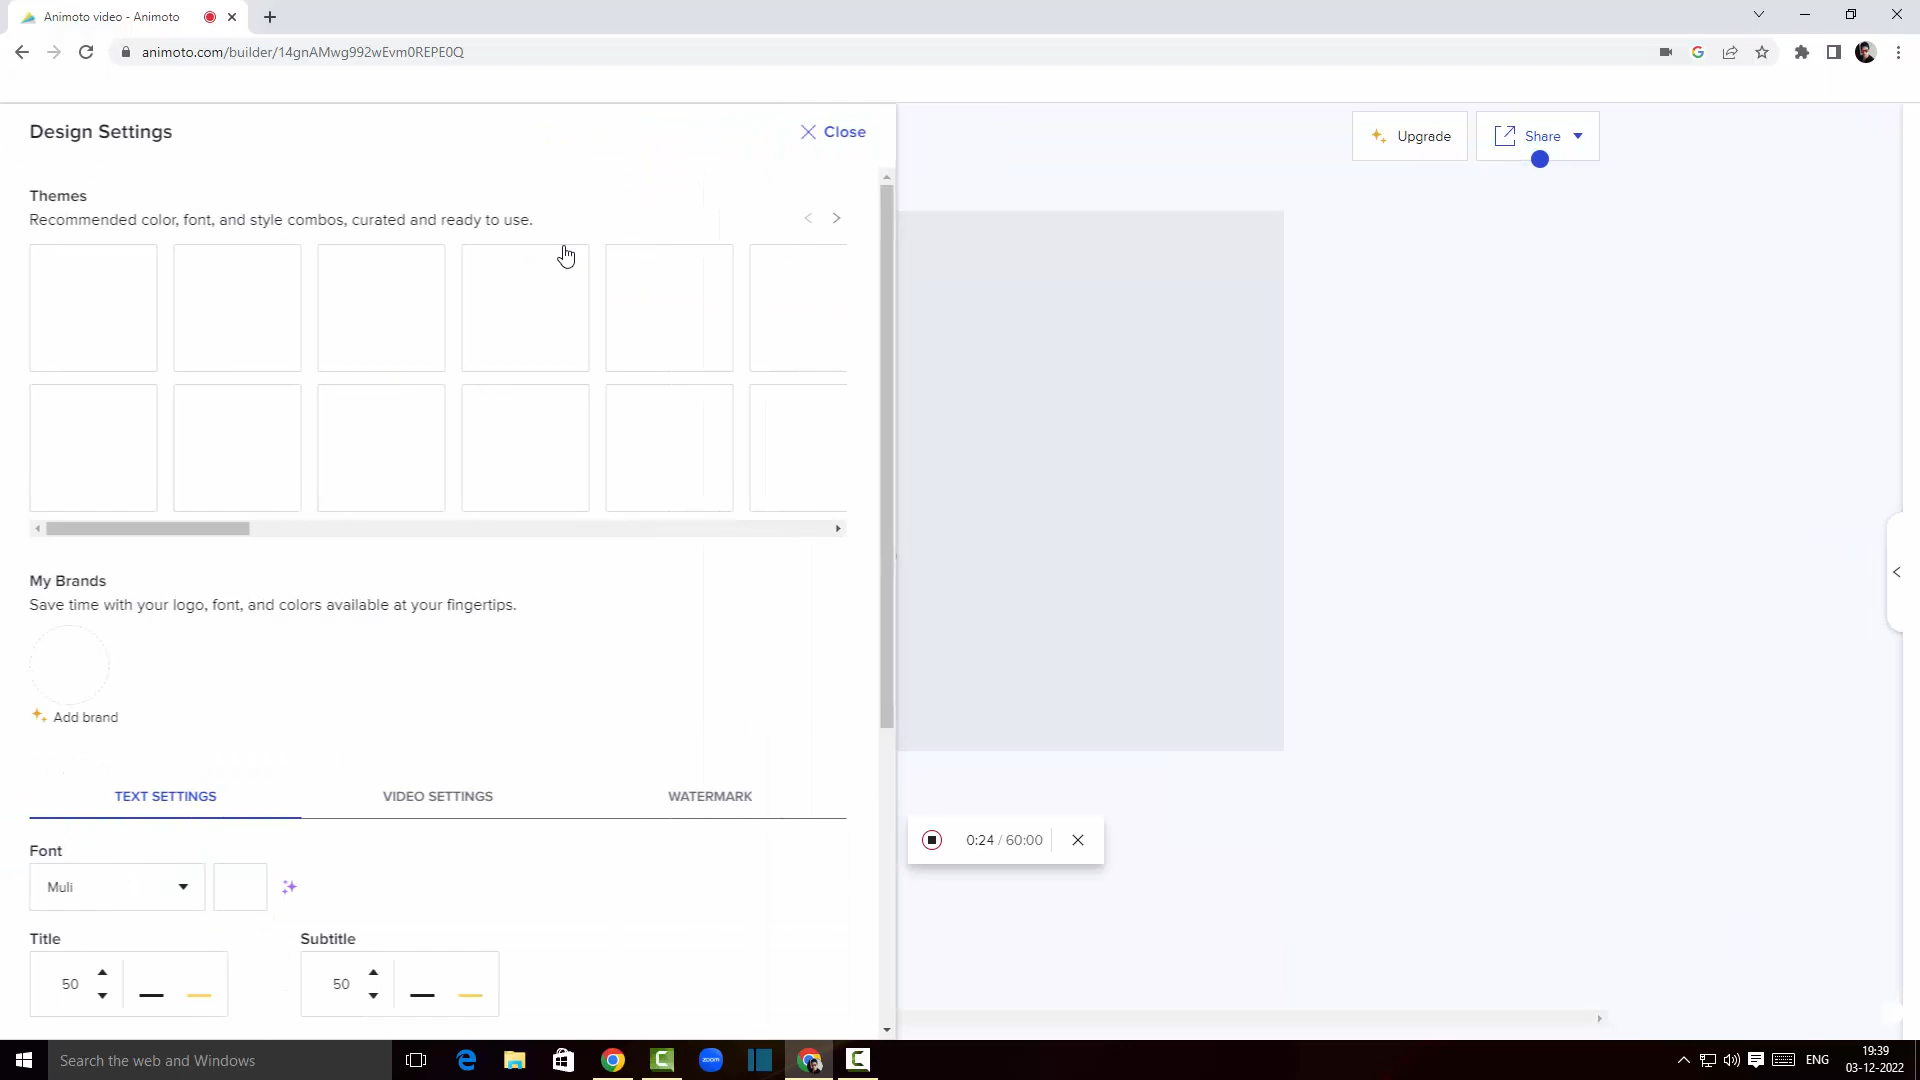 Animoto video - Animoto
animoto.com/builder/14gnAMwg992wEvm0REPE0Q
Design Settings
Close
Upgrade
Share
Themes
Recommended color, font, and style combos, curated and ready to use.
My Brands
Save time with your logo, font, and colors available at your fingertips.
Add brand
TEXT SETTINGS
VIDEO SETTINGS
WATERMARK
0:24 / 60:00
Font
Muli
Title
Subtitle
50
50
Search the web and Windows
zoom
ENG
19:39
03-12-2022